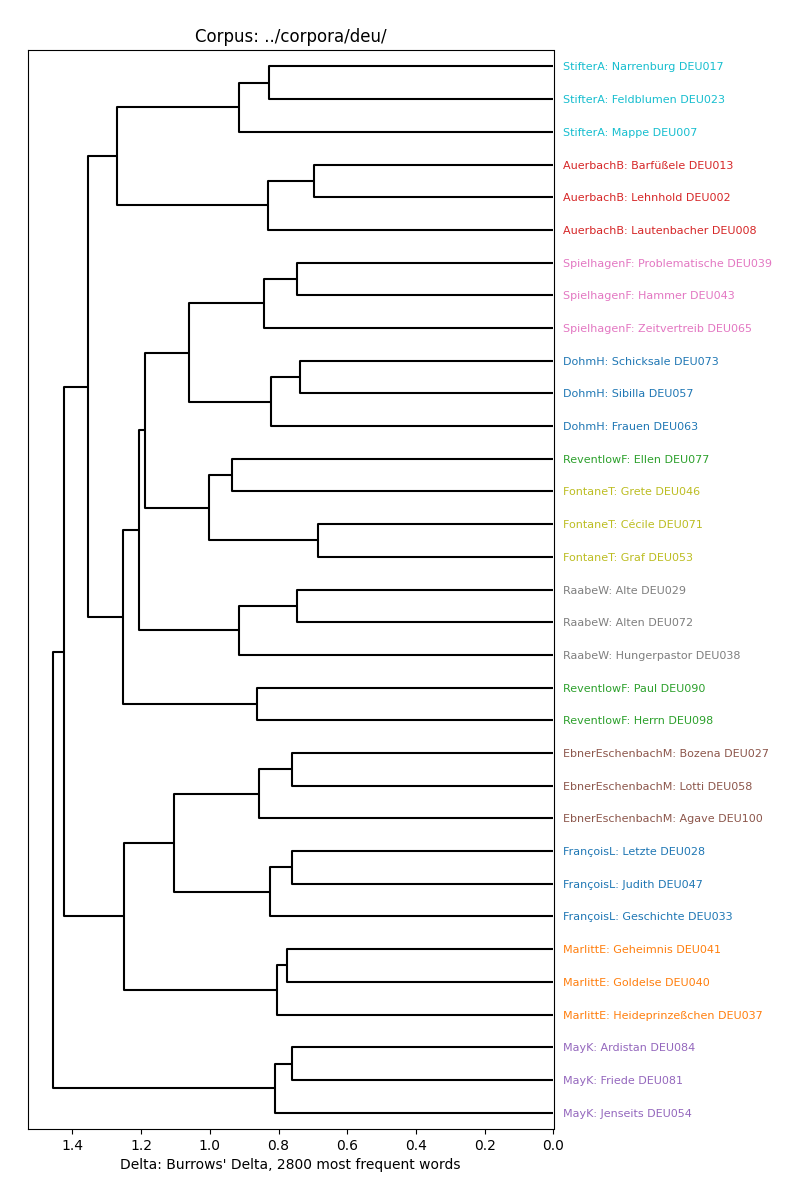 Corpus: ../corpora/deu/
StifterA: Narrenburg DEU017
StifterA: Feldblumen DEU023
StifterA: Mappe DEU007
AuerbachB: Barfüßele DEU013
AuerbachB: Lehnhold DEU002
AuerbachB: Lautenbacher DEU008
SpielhagenF: Problematische DEU039
SpielhagenF: Hammer DEU043
SpielhagenF: Zeitvertreib DEU065
DohmH: Schicksale DEU073
DohmH: Sibilla DEU057
DohmH: Frauen DEU063
ReventlowF: Ellen DEU077
FontaneT: Grete DEU046
FontaneT: Cécile DEU071
FontaneT: Graf DEU053
RaabeW: Alte DEU029
RaabeW: Alten DEU072
RaabeW: Hungerpastor DEU038
ReventlowF: Paul DEU090
ReventlowF: Herrn DEU098
EbnerEschenbachM: Bozena DEU027
EbnerEschenbachM: Lotti DEU058
EbnerEschenbachM: Agave DEU100
FrançoisL: Letzte DEU028
FrançoisL: Judith DEU047
FrançoisL: Geschichte DEU033
MarlittE: Geheimnis DEU041
MarlittE: Goldelse DEU040
MarlittE: Heideprinzeßchen DEU037
MayK: Ardistan DEU084
MayK: Friede DEU081
MayK: Jenseits DEU054
1.4 1.2 1.0 0.8 0.6 0.4 0.2 0.0
Delta: Burrows' Delta, 2800 most frequent words